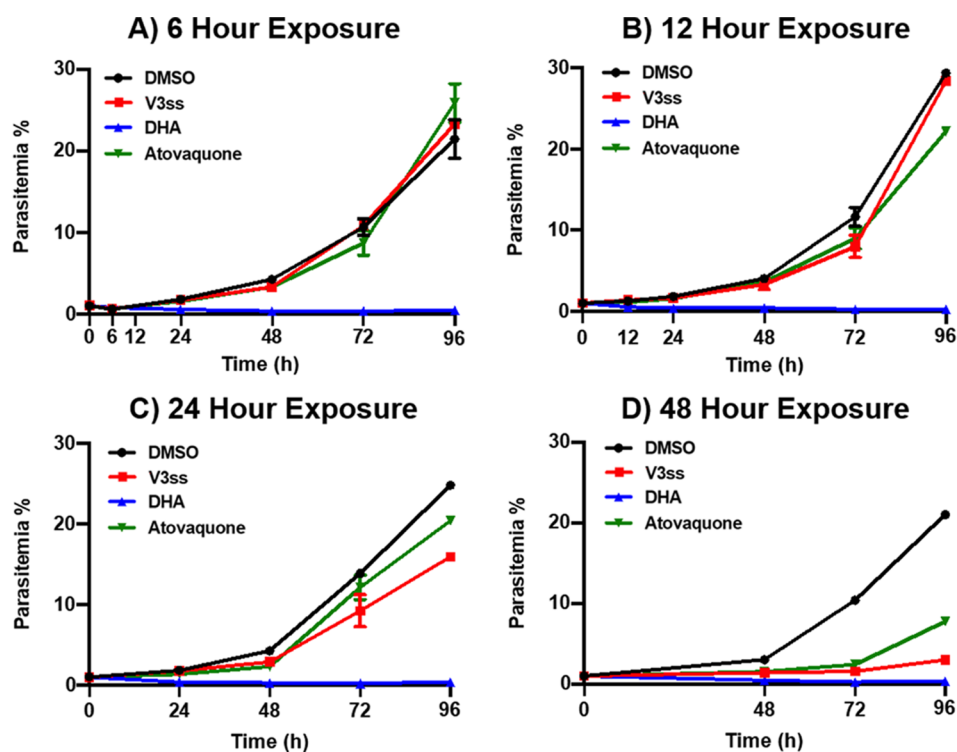 A) 6 Hour Exposure
30
20
10
0
Parasitemia %
DMSO
V3ss
DHA
Atovaquone
0 6 12 24 48 72 96
Time (h)
B) 12 Hour Exposure
30
20
10
0
Parasitemia %
DMSO
V3ss
DHA
Atovaquone
0 12 24 48 72 96
Time (h)
C) 24 Hour Exposure
30
20
10
0
Parasitemia %
DMSO
V3ss
DHA
Atovaquone
0 24 48 72 96
Time (h)
D) 48 Hour Exposure
30
20
10
0
Parasitemia %
DMSO
V3ss
DHA
Atovaquone
0 48 72 96
Time (h)